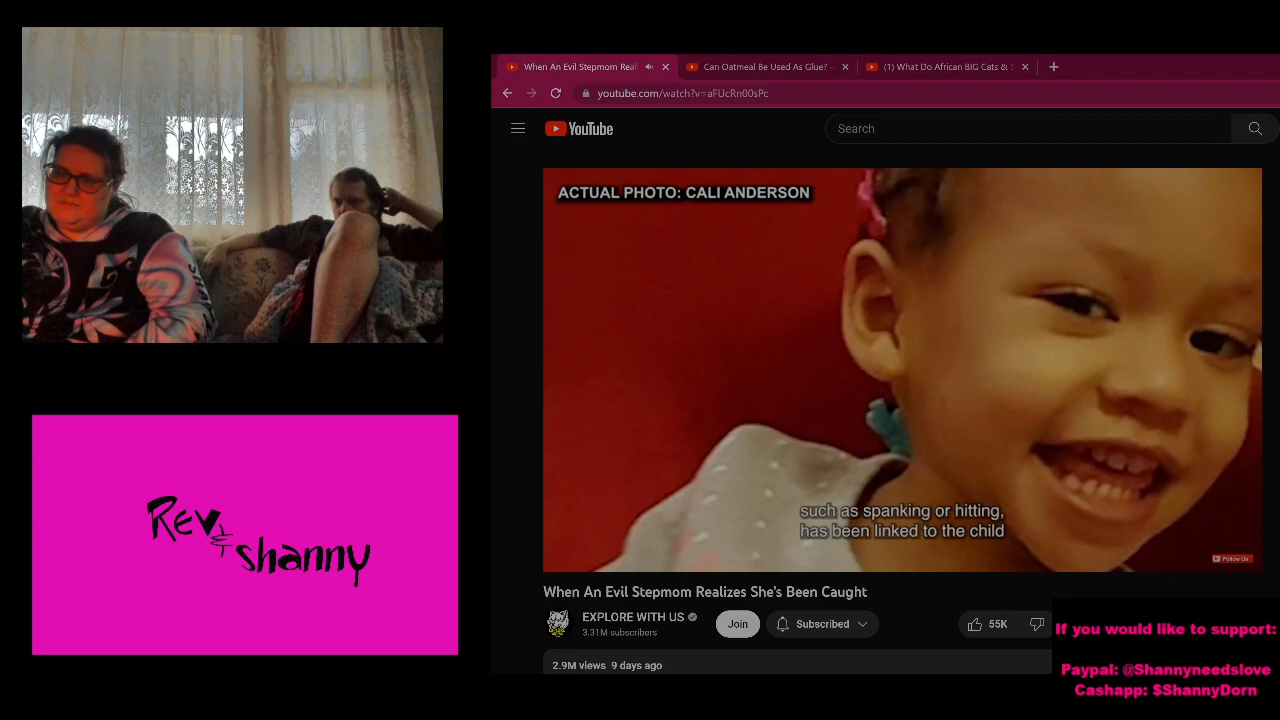 When An Evil Stepmom Reali
Can Oatmeal Be Used As Glue? -
(1) What Do African BIG Cats &
youtube.com/watch?v=aFUcRn00sPc
YouTube
Search
ACTUAL PHOTO: CALI ANDERSON
such as spanking or hitting,
has been linked to the child
Follow Us
Rev
&
shanny
When An Evil Stepmom Realizes She's Been Caught
EXPLORE WITH US
3.31M subscribers
Join
Subscribed
55K
2.9M views 9 days ago
If you would like to support:
Paypal: @Shannyneedslove
Cashapp: $ShannyDorn